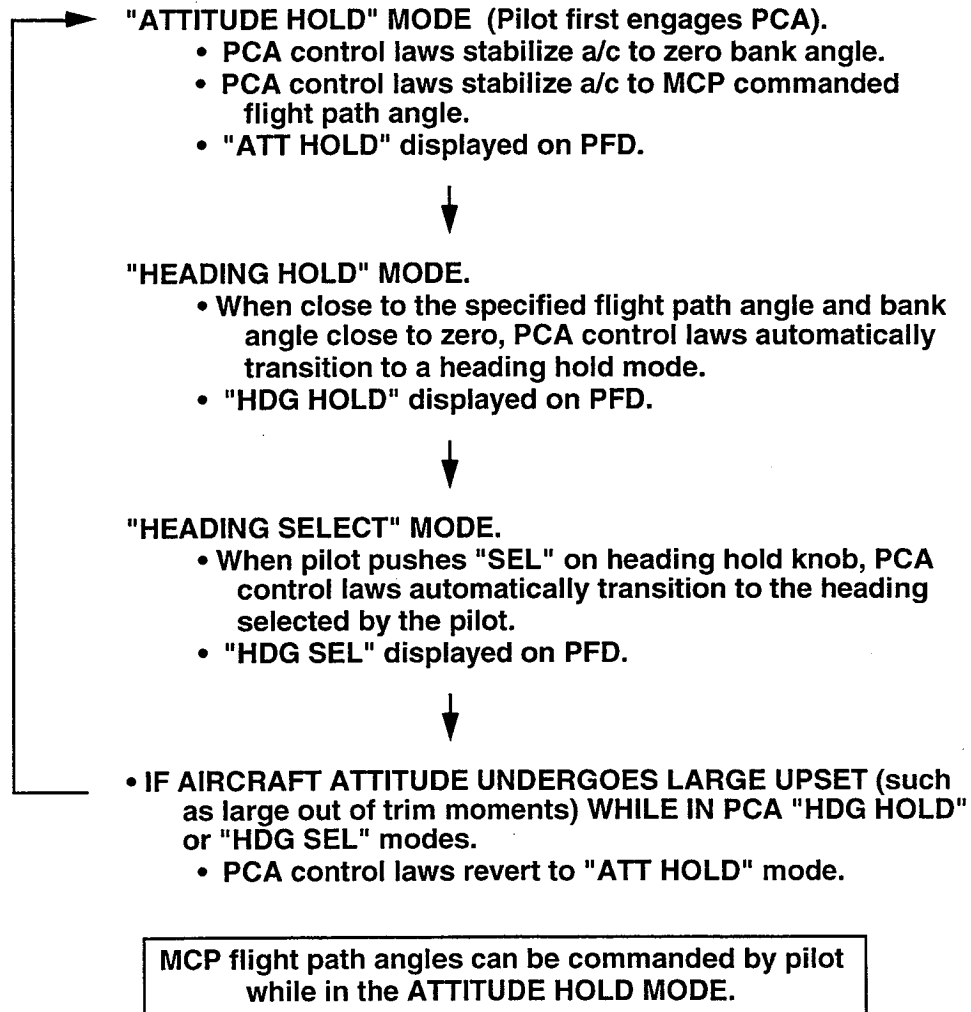 "ATTITUDE HOLD" MODE (Pilot first engages PCA).
• PCA control laws stabilize a/c to zero bank angle.
• PCA control laws stabilize a/c to MCP commanded
flight path angle.
• "ATT HOLD" displayed on PFD.
"HEADING HOLD" MODE.
• When close to the specified flight path angle and bank
angle close to zero, PCA control laws automatically
transition to a heading hold mode.
• "HDG HOLD" displayed on PFD.
"HEADING SELECT" MODE.
• When pilot pushes "SEL" on heading hold knob, PCA
control laws automatically transition to the heading
selected by the pilot.
• "HDG SEL" displayed on PFD.
• IF AIRCRAFT ATTITUDE UNDERGOES LARGE UPSET (such
as large out of trim moments) WHILE IN PCA "HDG HOLD"
or "HDG SEL" modes.
• PCA control laws revert to "ATT HOLD" mode.
MCP flight path angles can be commanded by pilot
while in the ATTITUDE HOLD MODE.